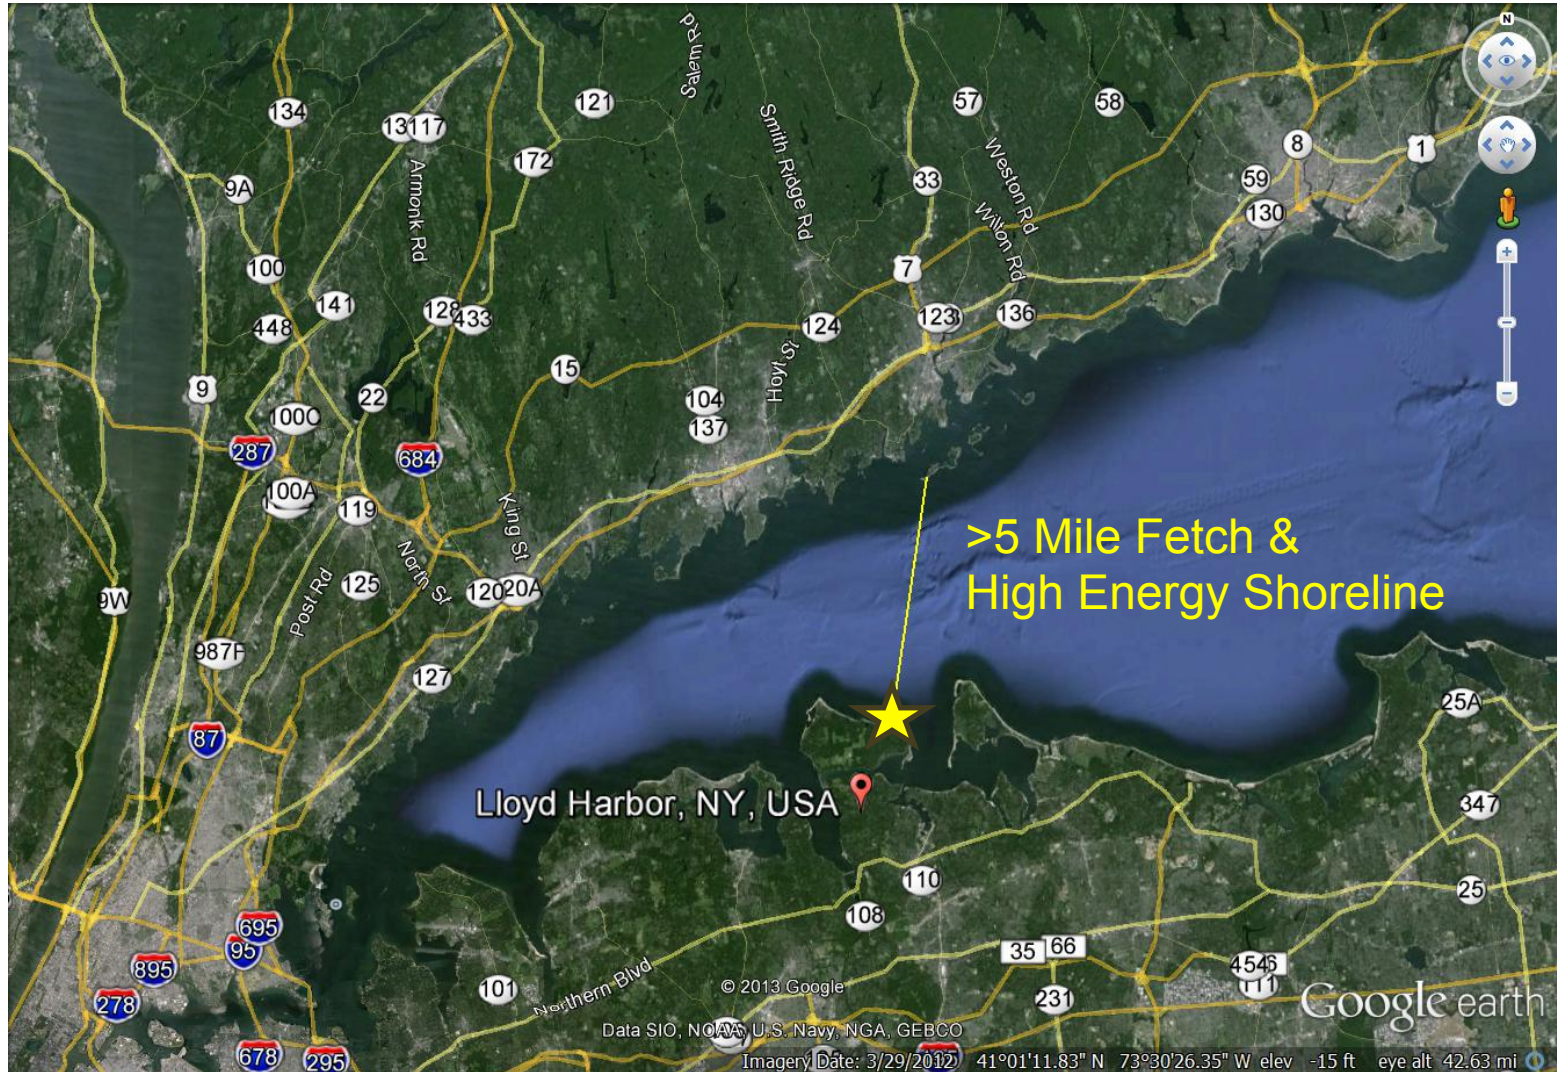 N
Salem Rd
121
57
58
134
117
Smith Ridge Rd
172
8
1
Armonk Rd
Weston Rd
33
59
9A
130
Wilton Rd
100
7
141
128
433
123
136
448
124
15
Hoyt St
9
22
104
100C
137
287
684
100A
119
King St
>5 Mile Fetch &
High Energy Shoreline
North St
125
120
120A
9W
Post Rd
987F
127
25A
87
Lloyd Harbor, NY, USA
347
110
25
108
695
95
35
66
454
895
111
101
Northern Blvd
© 2013 Google
231
Google earth
278
Data SIO, NOAA, U.S. Navy, NGA, GEBCO
678
295
Imagery Date: 3/29/2012 41°01'11.83" N 73°30'26.35" W elev -15 ft eye alt 42.63 mi